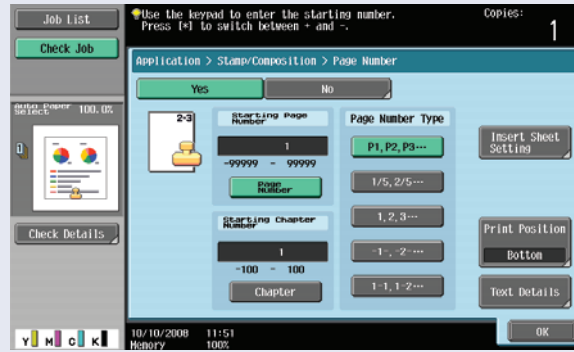 Job List
Check Job
Use the keypad to enter the starting number.
Press [*] to switch between + and -.
Copies:
1
Application > Stamp/Composition > Page Number
Yes
No
Auto Paper
Select
100.0%
2-3
Starting Page
Number
1
-99999 - 99999
Page
Number
Starting Chapter
Number
1
-100 - 100
Chapter
Page Number Type
P1,P2,P3···
1/5,2/5···
1,2,3···
-1-,-2-···
1-1,1-2···
Insert Sheet
Setting
Print Position
Botton
Text Details
Check Details
OK
Y M C K
10/10/2008 11:51
Memory 100%